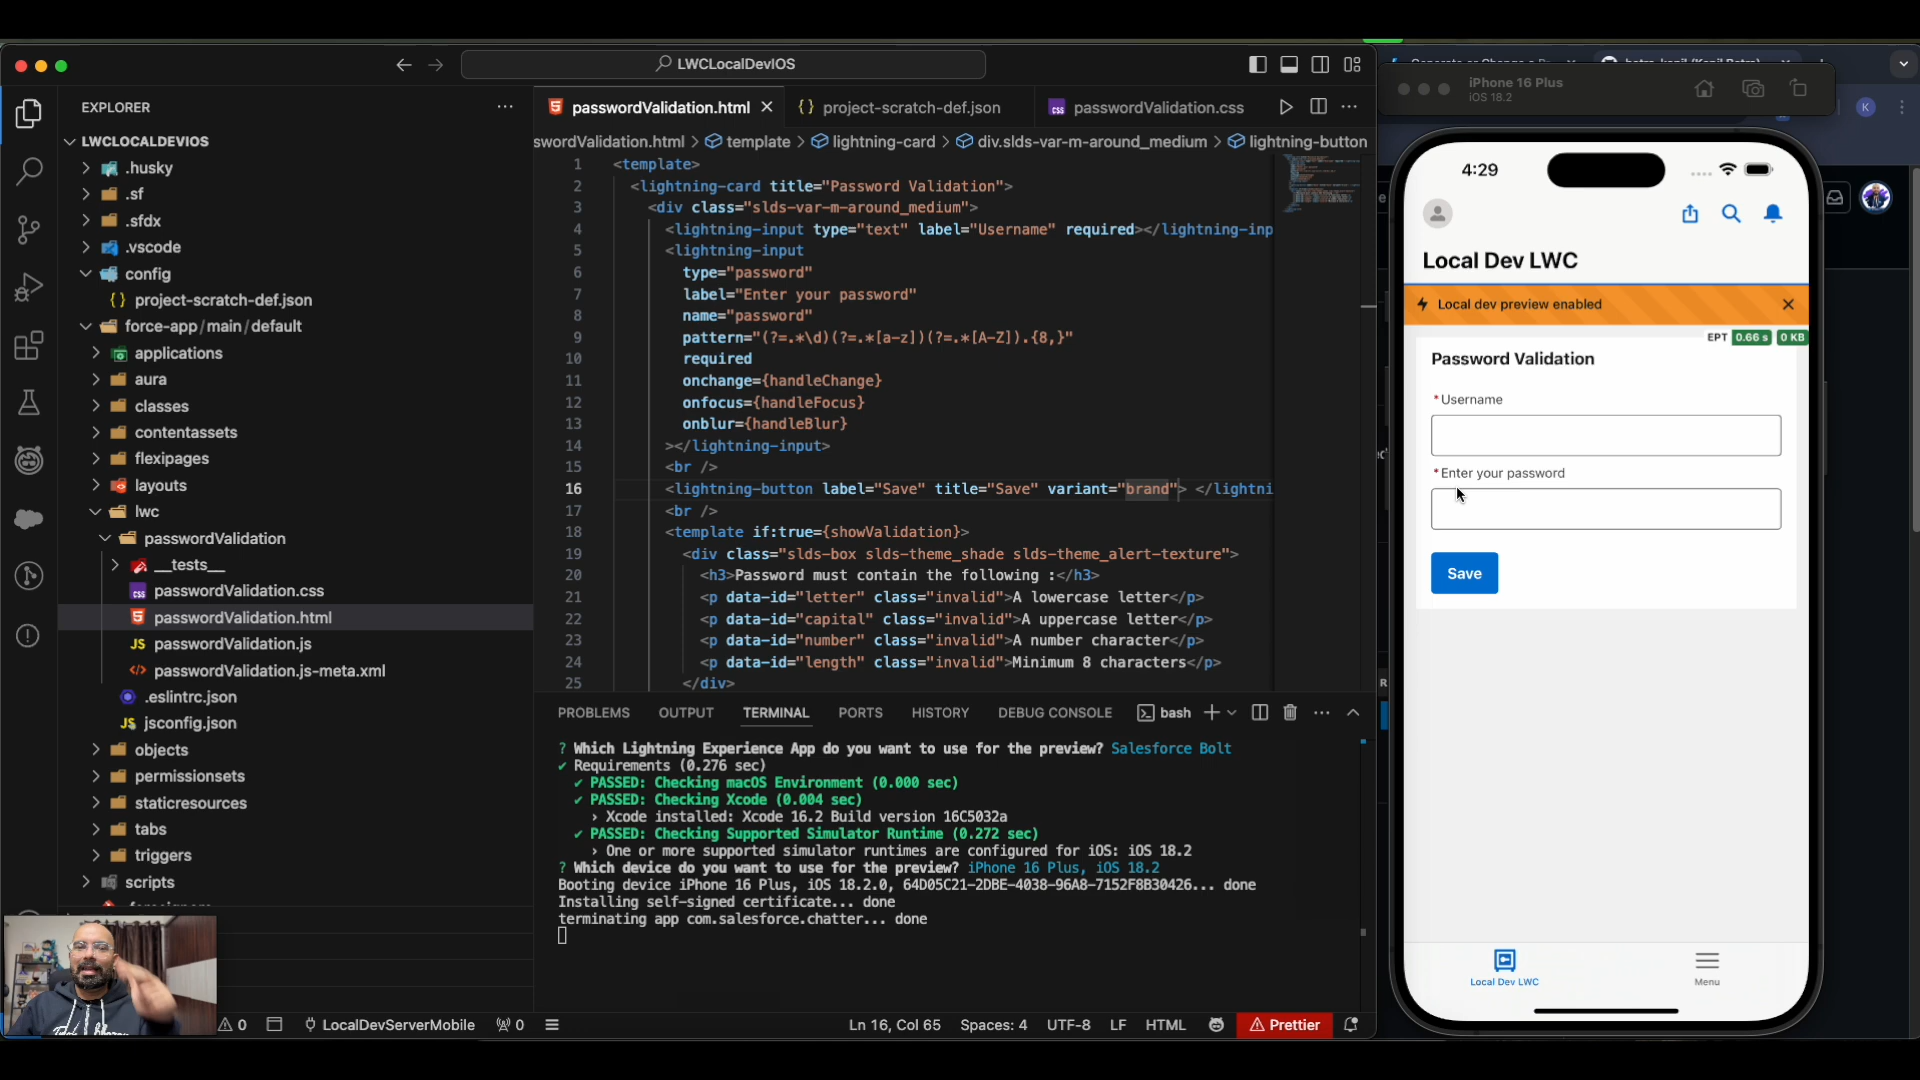 LWCLocalDevIOS
EXPLORER
LWCLOCALDEVIOS
.husky
.sf
.sfdx
.vscode
config
project-scratch-def.json
force-app/main/default
applications
aura
classes
contentassets
flexipages
layouts
lwc
passwordValidation
__tests__
passwordValidation.css
passwordValidation.html
passwordValidation.js
passwordValidation.js-meta.xml
.eslintrc.json
jsconfig.json
objects
permissionsets
staticresources
tabs
triggers
scripts
passwordValidation.html
project-scratch-def.json
passwordValidation.css
swordValidation.html > template > lightning-card > div.slds-var-m-around_medium > lightning-button
1 <template>
2 <lightning-card title="Password Validation">
3 <div class="slds-var-m-around_medium">
4 <lightning-input type="text" label="Username" required></lightning-inp
5 <lightning-input
6 type="password"
7 label="Enter your password"
8 name="password"
9 pattern="(?=.*\d)(?=.*[a-z])(?=.*[A-Z]).{8,}"
10 required
11 onchange={handleChange}
12 onfocus={handleFocus}
13 onblur={handleBlur}
14 ></lightning-input>
15 <br />
16 <lightning-button label="Save" title="Save" variant="brand"> </lightni
17 <br />
18 <template if:true={showValidation}>
19 <div class="slds-box slds-theme_shade slds-theme_alert-texture">
20 <h3>Password must contain the following :</h3>
21 <p data-id="letter" class="invalid">A lowercase letter</p>
22 <p data-id="capital" class="invalid">A uppercase letter</p>
23 <p data-id="number" class="invalid">A number character</p>
24 <p data-id="length" class="invalid">Minimum 8 characters</p>
25 </div>
PROBLEMS OUTPUT TERMINAL PORTS HISTORY DEBUG CONSOLE bash
? Which Lightning Experience App do you want to use for the preview? Salesforce Bolt
✔ Requirements (0.276 sec)
✔ PASSED: Checking macOS Environment (0.000 sec)
✔ PASSED: Checking Xcode (0.004 sec)
› Xcode installed: Xcode 16.2 Build version 16C5032a
✔ PASSED: Checking Supported Simulator Runtime (0.272 sec)
› One or more supported simulator runtimes are configured for iOS: iOS 18.2
? Which device do you want to use for the preview? iPhone 16 Plus, iOS 18.2
Booting device iPhone 16 Plus, iOS 18.2.0, 64D05C21-2DBE-4038-96A8-7152F8B30426... done
Installing self-signed certificate... done
terminating app com.salesforce.chatter... done
0 LocalDevServerMobile 0 Ln 16, Col 65 Spaces: 4 UTF-8 LF HTML Prettier
iPhone 16 Plus
iOS 18.2
K
4:29
Local Dev LWC
Local dev preview enabled
EPT 0.66 s 0 KB
Password Validation
*Username
*Enter your password
Save
Local Dev LWC
Menu